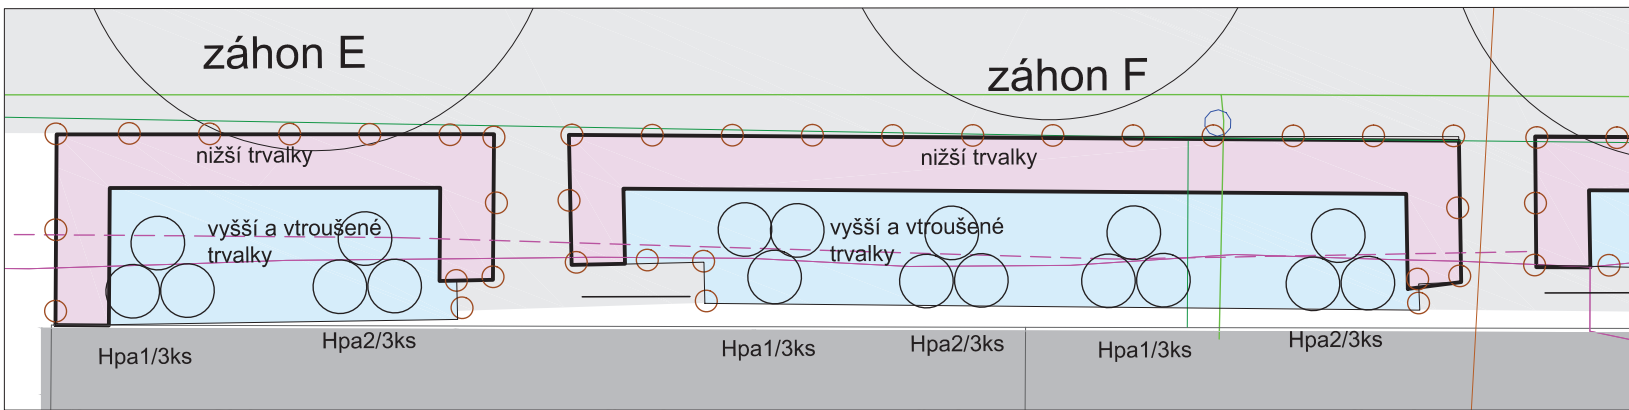 záhon E
záhon F
nižší trvalky
nižší trvalky
vyšší a vtroušené
trvalky
vyšší a vtroušené
trvalky
Hpa1/3ks
Hpa2/3ks
Hpa1/3ks
Hpa2/3ks
Hpa1/3ks
Hpa2/3ks